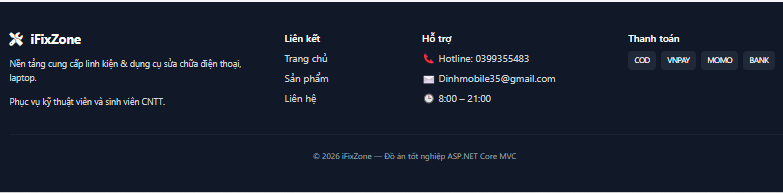 iFixZone
Nền tảng cung cấp linh kiện & dụng cụ sửa chữa điện thoại,
laptop.
Phục vụ kỹ thuật viên và sinh viên CNTT.
Liên kết
Trang chủ
Sản phẩm
Liên hệ
Hỗ trợ
Hotline: 0399355483
Dinhmobile35@gmail.com
8:00 – 21:00
Thanh toán
COD VNPAY MOMO BANK
© 2026 iFixZone — Đồ án tốt nghiệp ASP.NET Core MVC